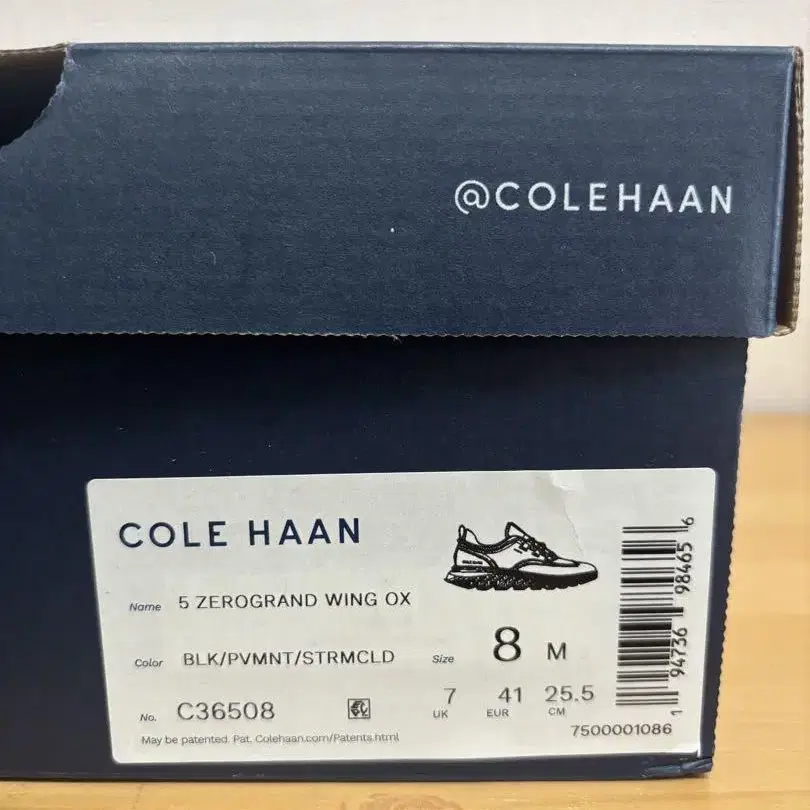 @COLEHAAN
COLE HAAN
Name 5 ZEROGRAND WING OX
Color BLK/PVMNT/STRMCLD
Size 8 M
No. C36508
7 UK 41 EUR 25.5 CM
May be patented. Pat. Colehaan.com/Patents.html
7500001086
1 94736 98465 6